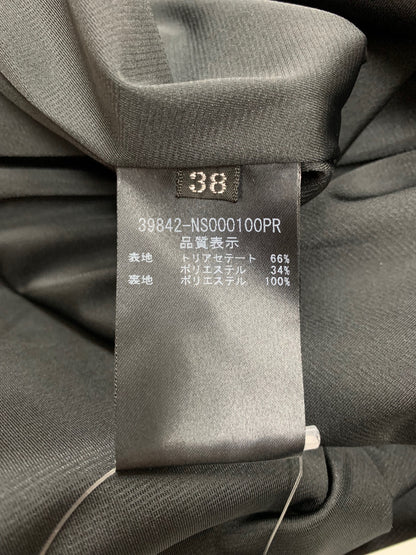 38
39842-NS000100PR
品質表示
表地 トリアセテート 66%
ポリエステル 34%
裏地 ポリエステル 100%